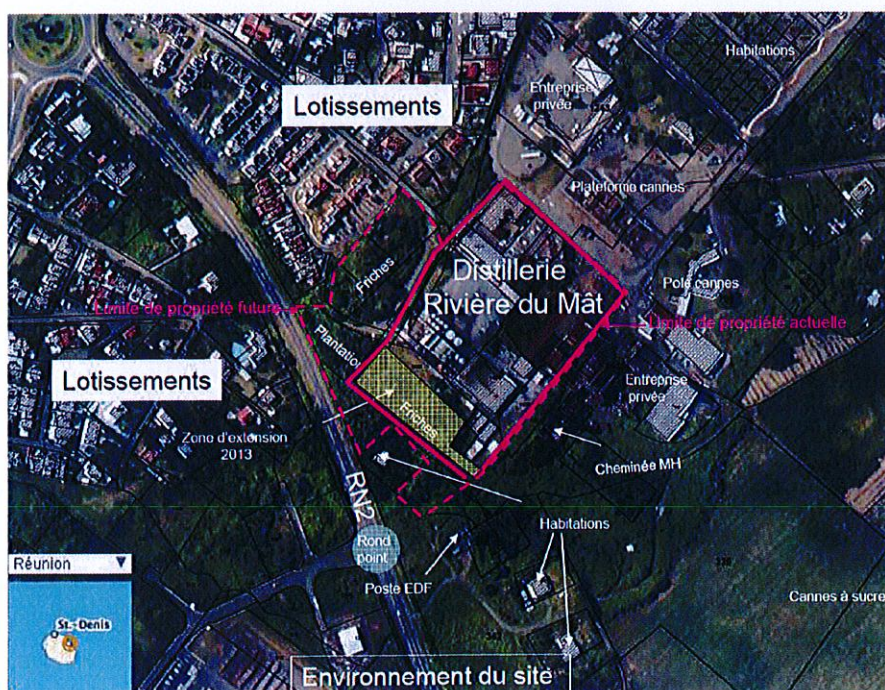 Habitations
Lotissements
Entreprise
privée
Plateforme cannes
Friches
Distillerie
Rivière du Mât
Pole cannes
Limite de propriété future
Limite de propriété actuelle
Plantation
Lotissements
Entreprise
privée
Friches
Zone d'extension
2013
Cheminée MH
RN2
Habitations
Rond
point
Réunion
Poste EDF
Cannes à sucre
St.-Denis
Environnement du site